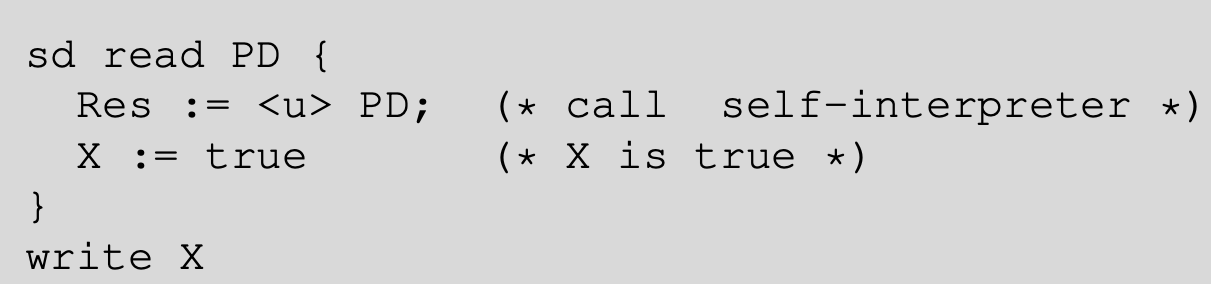 sd read PD {
  Res := <u> PD;  (* call  self-interpreter *)
  X := true       (* X is true *)
}
write X